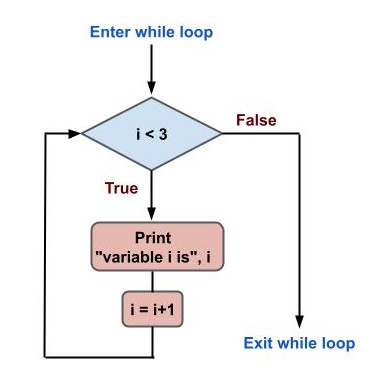 Enter while loop
i < 3
False
True
Print
"variable i is", i
i = i+1
Exit while loop